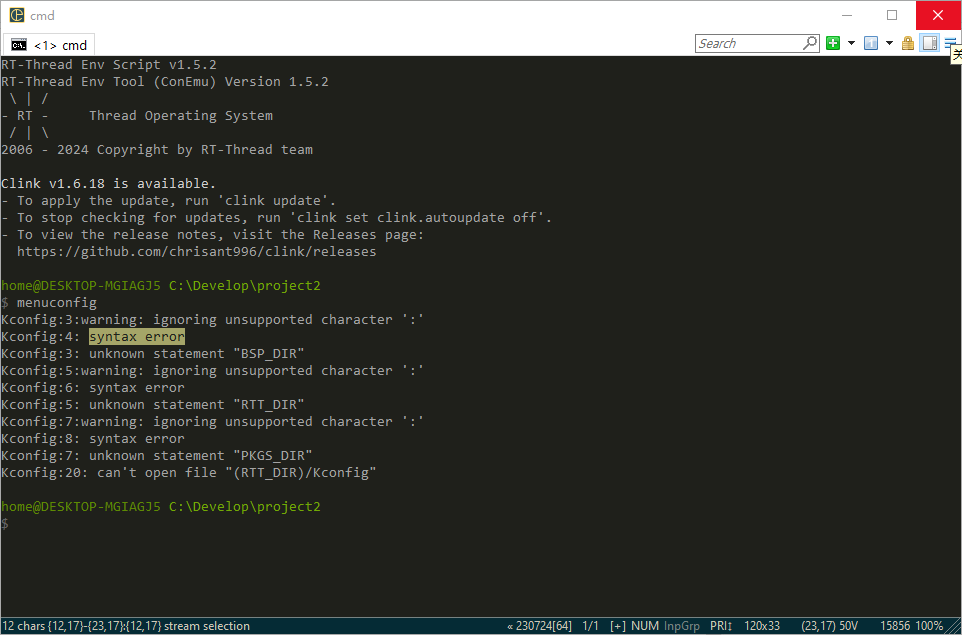 cmd
<1> cmd
Search
RT-Thread Env Script v1.5.2
RT-Thread Env Tool (ConEmu) Version 1.5.2
 \ | /
- RT -     Thread Operating System
 / | \
2006 - 2024 Copyright by RT-Thread team
Clink v1.6.18 is available.
- To apply the update, run 'clink update'.
- To stop checking for updates, run 'clink set clink.autoupdate off'.
- To view the release notes, visit the Releases page:
  https://github.com/chrisant996/clink/releases
home@DESKTOP-MGIAGJ5 C:\Develop\project2
$ menuconfig
Kconfig:3:warning: ignoring unsupported character ':'
Kconfig:4: syntax error
Kconfig:3: unknown statement "BSP_DIR"
Kconfig:5:warning: ignoring unsupported character ':'
Kconfig:6: syntax error
Kconfig:5: unknown statement "RTT_DIR"
Kconfig:7:warning: ignoring unsupported character ':'
Kconfig:8: syntax error
Kconfig:7: unknown statement "PKGS_DIR"
Kconfig:20: can't open file "(RTT_DIR)/Kconfig"
home@DESKTOP-MGIAGJ5 C:\Develop\project2
$
12 chars {12,17}-{23,17}:{12,17} stream selection « 230724[64] 1/1 [+] NUM InpGrp PRI↕ 120x33 (23,17) 50V 15856 100%